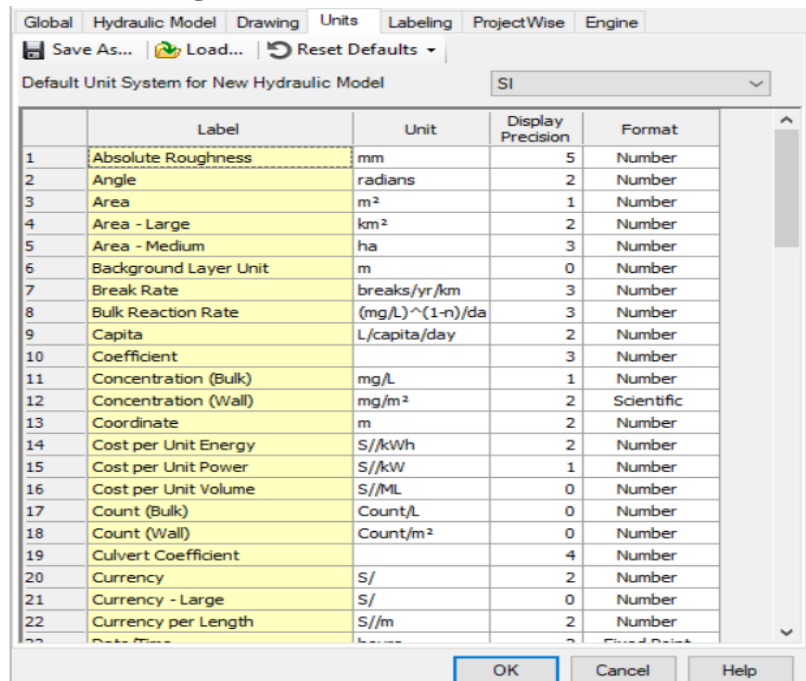 Global Hydraulic Model Drawing Units Labeling ProjectWise Engine
Save As... Load... Reset Defaults
Default Unit System for New Hydraulic Model SI
Label Unit Display Precision Format
1 Absolute Roughness mm 5 Number
2 Angle radians 2 Number
3 Area m² 1 Number
4 Area - Large km² 2 Number
5 Area - Medium ha 3 Number
6 Background Layer Unit m 0 Number
7 Break Rate breaks/yr/km 3 Number
8 Bulk Reaction Rate (mg/L)^(1-n)/da 3 Number
9 Capita L/capita/day 2 Number
10 Coefficient 3 Number
11 Concentration (Bulk) mg/L 1 Number
12 Concentration (Wall) mg/m² 2 Scientific
13 Coordinate m 2 Number
14 Cost per Unit Energy S//kWh 2 Number
15 Cost per Unit Power S//kW 1 Number
16 Cost per Unit Volume S//ML 0 Number
17 Count (Bulk) Count/L 0 Number
18 Count (Wall) Count/m² 0 Number
19 Culvert Coefficient 4 Number
20 Currency S/ 2 Number
21 Currency - Large S/ 0 Number
22 Currency per Length S//m 2 Number
OK Cancel Help